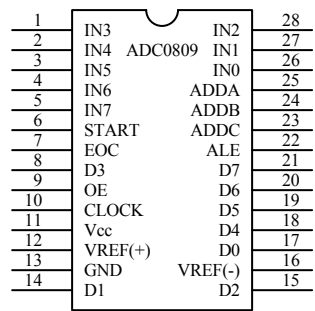 1 IN3 IN2 28
2 IN4 ADC0809 IN1 27
3 IN5 IN0 26
4 IN6 ADDA 25
5 IN7 ADDB 24
6 START ADDC 23
7 EOC ALE 22
8 D3 D7 21
9 OE D6 20
10 CLOCK D5 19
11 Vcc D4 18
12 VREF(+) D0 17
13 GND VREF(-) 16
14 D1 D2 15